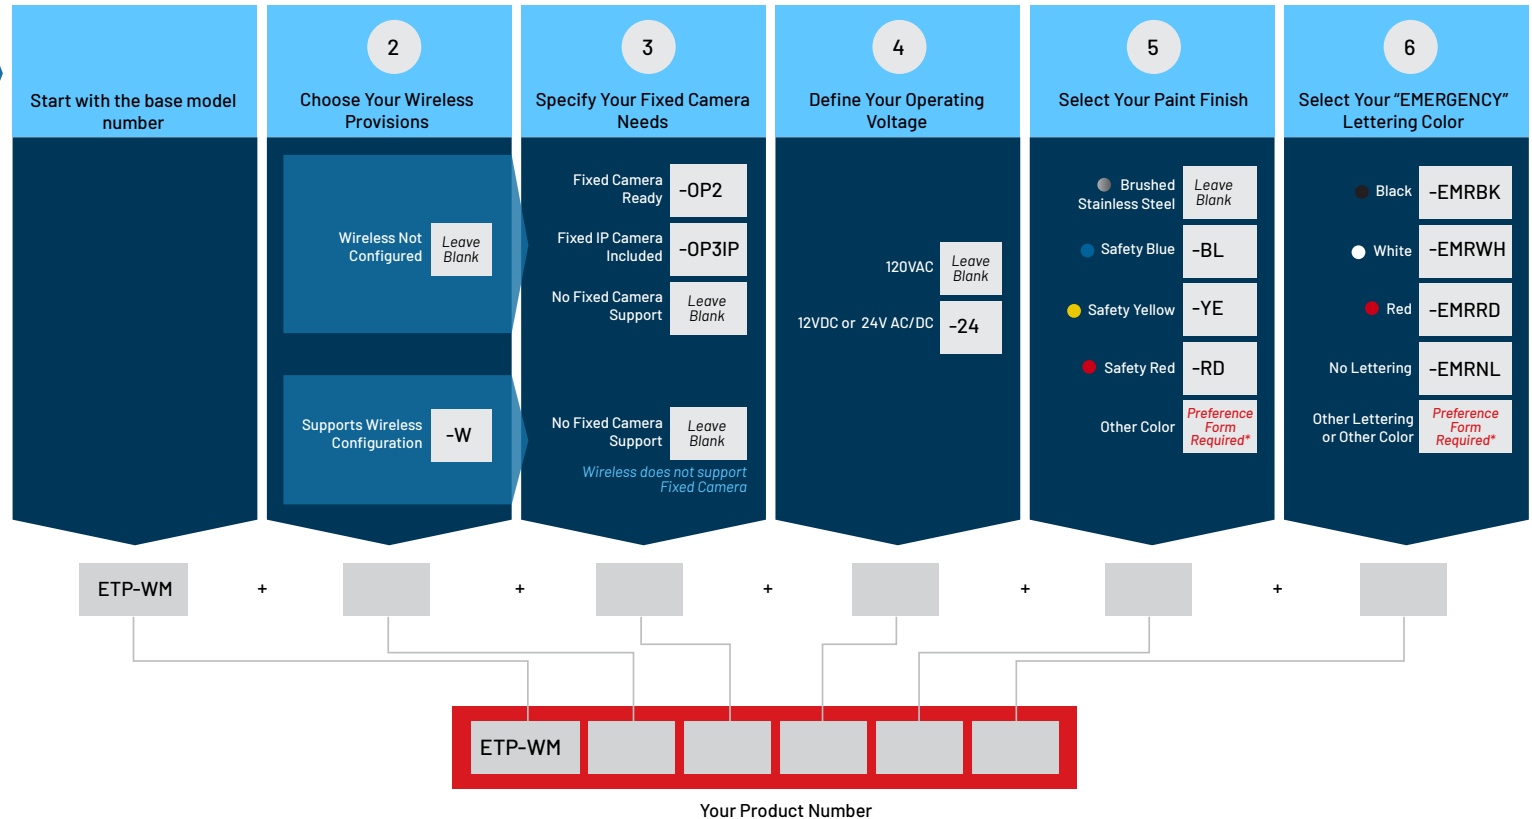 Start with the base model
number
2
Choose Your Wireless
Provisions
Wireless Not
Configured
Leave
Blank
Supports Wireless
Configuration
-W
3
Specify Your Fixed Camera
Needs
Fixed Camera
Ready
-OP2
Fixed IP Camera
Included
-OP3IP
No Fixed Camera
Support
Leave
Blank
No Fixed Camera
Support
Leave
Blank
Wireless does not support
Fixed Camera
4
Define Your Operating
Voltage
120VAC
Leave
Blank
12VDC or 24V AC/DC
-24
5
Select Your Paint Finish
Brushed
Stainless Steel
Leave
Blank
Safety Blue
-BL
Safety Yellow
-YE
Safety Red
-RD
Other Color
Preference
Form
Required*
6
Select Your “EMERGENCY”
Lettering Color
Black
-EMRBK
White
-EMRWH
Red
-EMRRD
No Lettering
-EMRNL
Other Lettering
or Other Color
Preference
Form
Required*
ETP-WM + + + + +
ETP-WM
Your Product Number